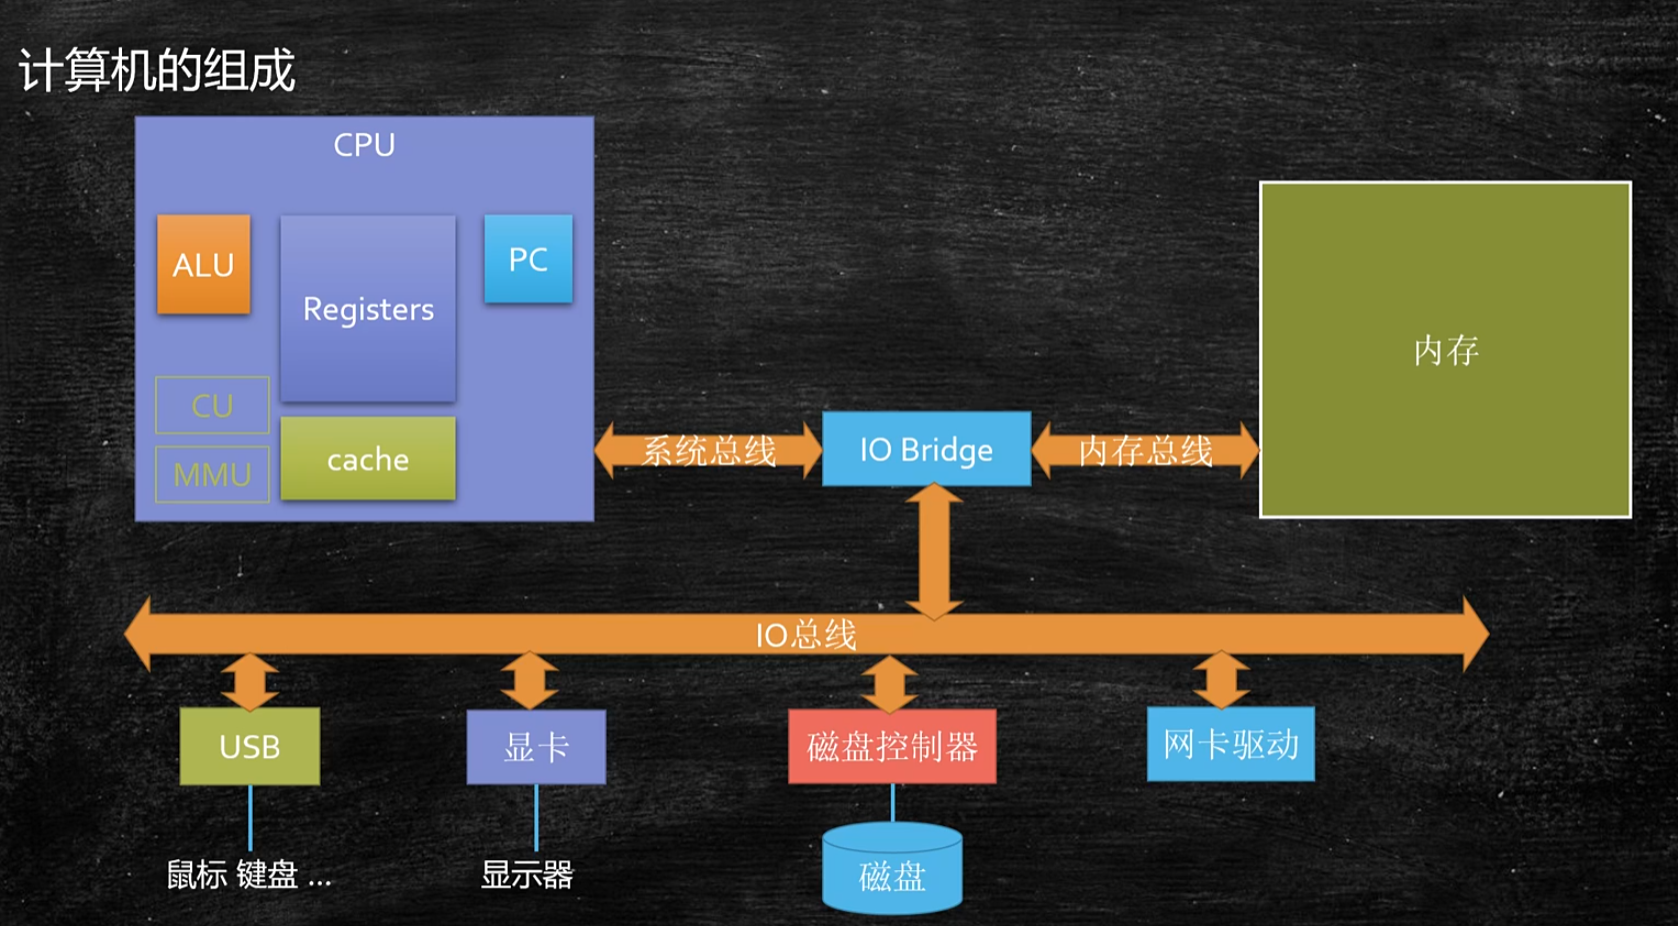 计算机的组成
CPU
ALU
Registers
PC
CU
MMU
cache
系统总线
IO Bridge
内存总线
内存
IO总线
USB
显卡
磁盘控制器
网卡驱动
鼠标 键盘 ...
显示器
磁盘